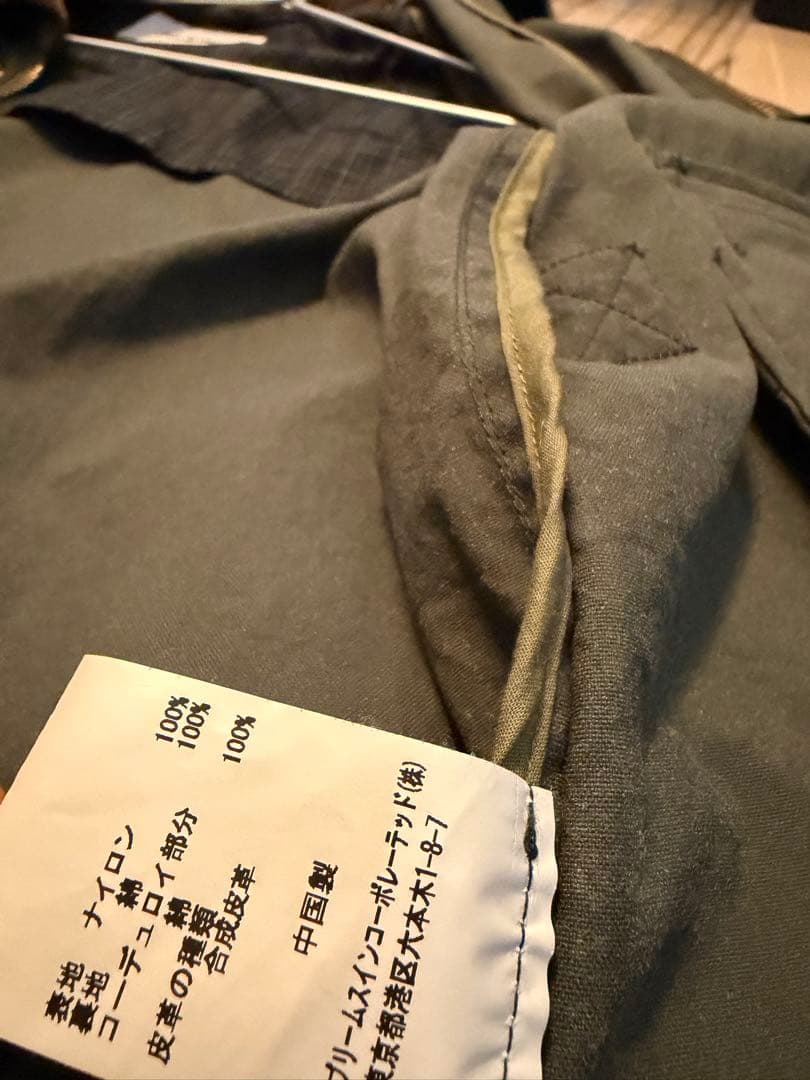 表地 ナイロン 100%
裏地 綿 100%
コーデュロイ部分
綿 100%
皮革の種類
合成皮革
中国製
プリームスインコーポレーテッド(株)
東京都港区六本木1-8-7